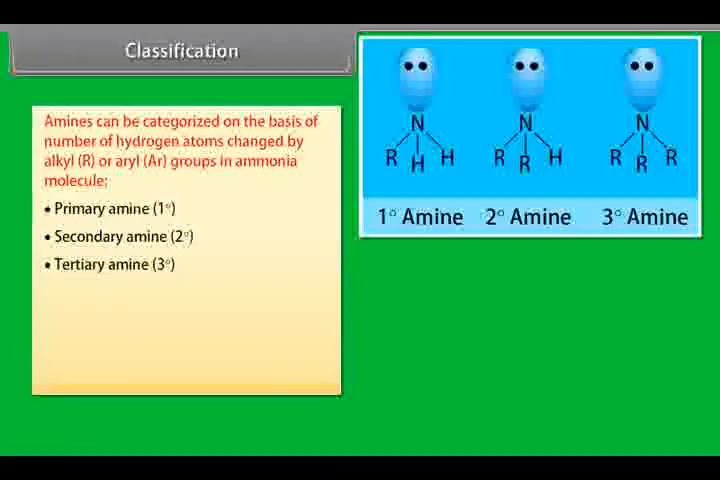 Classification
Amines can be categorized on the basis of
number of hydrogen atoms changed by
alkyl (R) or aryl (Ar) groups in ammonia
molecule;
• Primary amine (1°)
• Secondary amine (2°)
• Tertiary amine (3°)
N N N
R H H R R H R R R
1° Amine 2° Amine 3° Amine